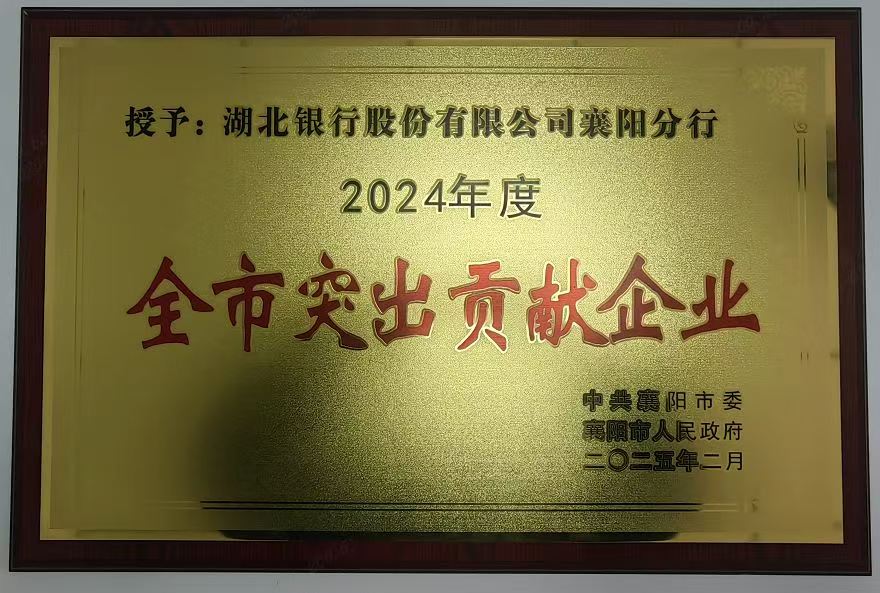 授予：湖北银行股份有限公司襄阳分行
2024年度
全市突出贡献企业
中共襄阳市委
襄阳市人民政府
二〇二五年二月